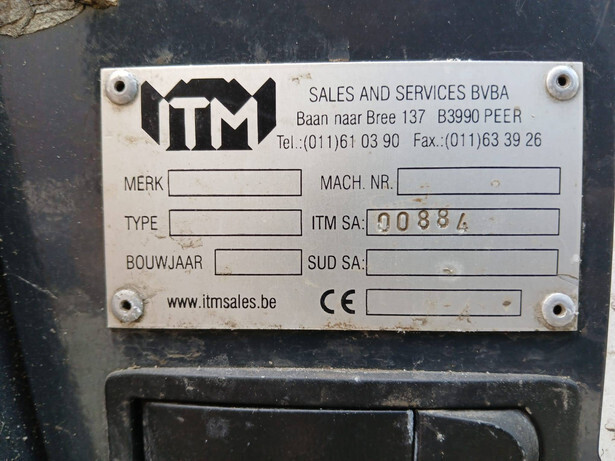 ITM
SALES AND SERVICES BVBA
Baan naar Bree 137 B3990 PEER
Tel.:(011)61 03 90 Fax.:(011)63 39 26
MERK MACH. NR.
TYPE ITM SA: 00884
BOUWJAAR SUD SA:
www.itmsales.be CE